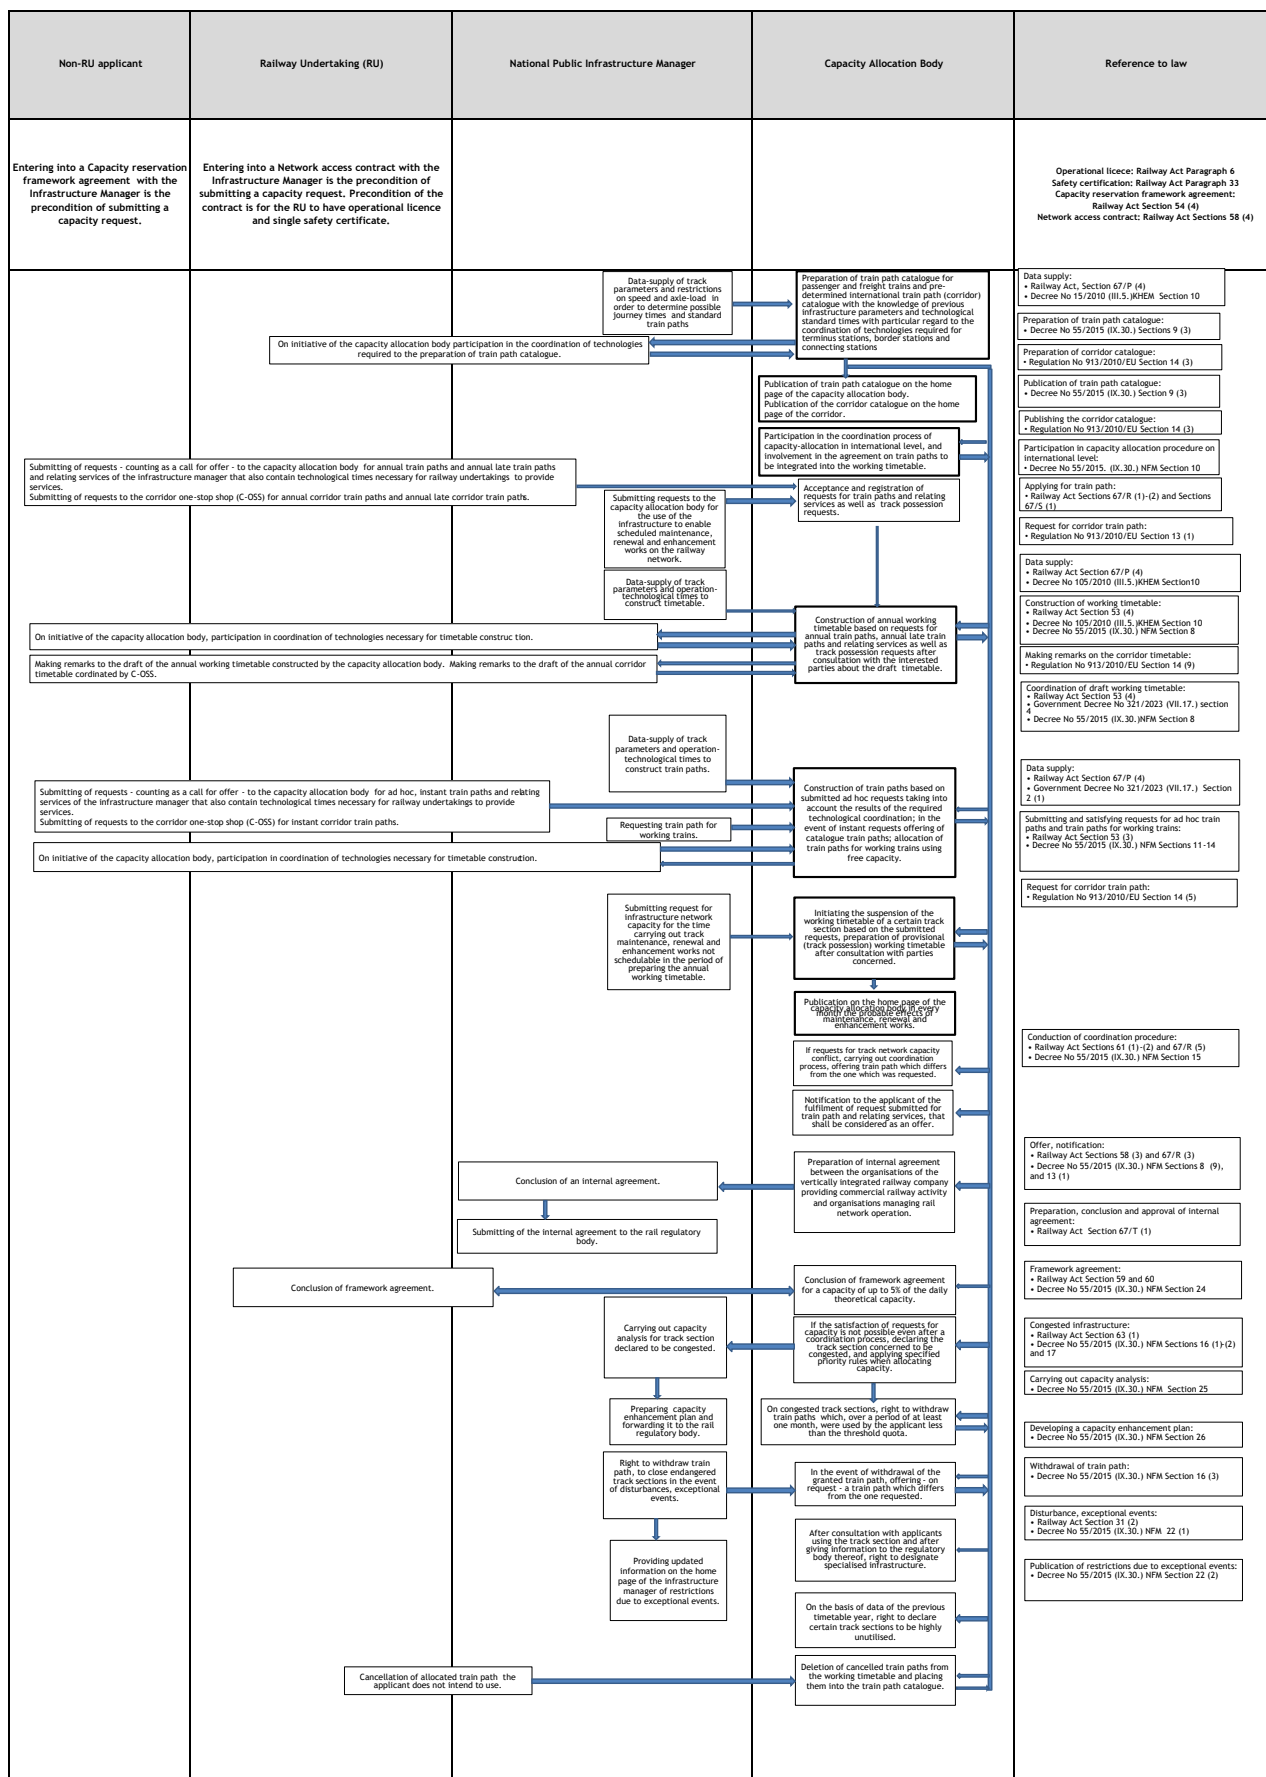 Non-RU applicant
Railway Undertaking (RU)
National Public Infrastructure Manager
Capacity Allocation Body
Reference to law
Entering into a Capacity reservation
framework agreement with the
Infrastructure Manager is the
precondition of submitting a
capacity request.
Entering into a Network access contract with the
Infrastructure Manager is the precondition of
submitting a capacity request. Precondition of the
contract is for the RU to have operational licence
and single safety certificate.
Operational licece: Railway Act Paragraph 6
Safety certification: Railway Act Paragraph 33
Capacity reservation framework agreement:
Railway Act Section 54 (4)
Network access contract: Railway Act Sections 58 (4)
Data-supply of track
parameters and restrictions
on speed and axle-load in
order to determine possible
journey times and standard
train paths
Preparation of train path catalogue for
passenger and freight trains and pre-
determined international train path (corridor)
catalogue with the knowledge of previous
infrastructure parameters and technological
standard times with particular regard to the
coordination of technologies required for
terminus stations, border stations and
connecting stations
Data supply:
• Railway Act, Section 67/P (4)
• Decree No 15/2010 (III.5.)KHEM Section 10
Preparation of train path catalogue:
• Decree No 55/2015 (IX.30.) Sections 9 (3)
On initiative of the capacity allocation body participation in the coordination of technologies
required to the preparation of train path catalogue.
Preparation of corridor catalogue:
• Regulation No 913/2010/EU Section 14 (3)
Publication of train path catalogue on the home
page of the capacity allocation body.
Publication of the corridor catalogue on the home
page of the corridor.
Publication of train path catalogue:
• Decree No 55/2015 (IX.30.) Section 9 (3)
Publishing the corridor catalogue:
• Regulation No 913/2010/EU Section 14 (3)
Participation in the coordination process of
capacity-allocation in international level, and
involvement in the agreement on train paths to
be integrated into the working timetable.
Participation in capacity allocation procedure on
international level:
• Decree No 55/2015. (IX.30.) NFM Section 10
Submitting of requests - counting as a call for offer - to the capacity allocation body for annual train paths and annual late train paths
and relating services of the infrastructure manager that also contain technological times necessary for railway undertakings to provide
services.
Submitting of requests to the corridor one-stop shop (C-OSS) for annual corridor train paths and annual late corridor train paths.
Acceptance and registration of
requests for train paths and relating
services as well as track possession
requests.
Applying for train path:
• Railway Act Sections 67/R (1)-(2) and Sections
67/S (1)
Submitting requests to the
capacity allocation body for
the use of the
infrastructure to enable
scheduled maintenance,
renewal and enhancement
works on the railway
network.
Request for corridor train path:
• Regulation No 913/2010/EU Section 13 (1)
Data-supply of track
parameters and operation-
technological times to
construct timetable.
Data supply:
• Railway Act Section 67/P (4)
• Decree No 105/2010 (III.5.)KHEM Section10
Construction of annual working
timetable based on requests for
annual train paths, annual late train
paths and relating services as well as
track possession requests after
consultation with the interested
parties about the draft timetable.
Construction of working timetable:
• Railway Act Section 53 (4)
• Decree No 105/2010 (III.5.)KHEM Section 10
• Decree No 55/2015 (IX.30.) NFM Section 8
On initiative of the capacity allocation body, participation in coordination of technologies necessary for timetable construc tion.
Making remarks to the draft of the annual working timetable constructed by the capacity allocation body. Making remarks to the draft of the annual corridor
timetable cordinated by C-OSS.
Making remarks on the corridor timetable:
• Regulation No 913/2010/EU Section 14 (9)
Coordination of draft working timetable:
• Railway Act Section 53 (4)
• Government Decree No 321/2023 (VII.17.) section
4
• Decree No 55/2015 (IX.30.)NFM Section 8
Data-supply of track
parameters and operation-
technological times to
construct train paths.
Data supply:
• Railway Act Section 67/P (4)
• Government Decree No 321/2023 (VII.17.) Section
2 (1)
Submitting of requests - counting as a call for offer - to the capacity allocation body for ad hoc, instant train paths and relating
services of the infrastructure manager that also contain technological times necessary for railway undertakings to provide
services.
Submitting of requests to the corridor one-stop shop (C-OSS) for instant corridor train paths.
Construction of train paths based on
submitted ad hoc requests taking into
account the results of the required
technological coordination; in the
event of instant requests offering of
catalogue train paths; allocation of
train paths for working trains; using
free capacity.
Requesting train path for
working trains.
Submitting and satisfying requests for ad hoc train
paths and train paths for working trains:
• Railway Act Section 53 (3)
• Decree No 55/2015 (IX.30.) NFM Sections 11-14
On initiative of the capacity allocation body, participation in coordination of technologies necessary for timetable construction.
Request for corridor train path:
• Regulation No 913/2010/EU Section 14 (5)
Submitting request for
infrastructure network
capacity for the time
carrying out track
maintenance, renewal and
enhancement works not
schedulable in the period of
preparing the annual
working timetable.
Initiating the suspension of the
working timetable of a certain track
section based on the submitted
requests, preparation of provisional
(track possession) working timetable
after consultation with parties
concerned.
Publication on the home page of the
capacity allocation body in every
month the probable effects of
maintenance, renewal and
enhancement works.
Conduction of coordination procedure:
• Railway Act Sections 61 (1)-(2) and 67/R (5)
• Decree No 55/2015 (IX.30.) NFM Section 15
If requests for track network capacity
conflict, carrying out coordination
process, offering train path which differs
from the one which was requested.
Notification to the applicant of the
fulfilment of request submitted for
train path and relating services, that
shall be considered as an offer.
Offer, notification:
• Railway Act Sections 58 (3) and 67/R (3)
• Decree No 55/2015 (IX.30.) NFM Sections 8 (9),
and 13 (1)
Conclusion of an internal agreement.
Preparation of internal agreement
between the organisations of the
vertically integrated railway company
providing commercial railway activity
and organisations managing rail
network operation.
Submitting of the internal agreement to the rail regulatory
body.
Preparation, conclusion and approval of internal
agreement:
• Railway Act Section 67/T (1)
Conclusion of framework agreement.
Conclusion of framework agreement
for a capacity of up to 5% of the daily
theoretical capacity.
Framework agreement:
• Railway Act Section 59 and 60
• Decree No 55/2015 (IX.30.) NFM Section 24
Carrying out capacity
analysis for track section
declared to be congested.
If the satisfaction of requests for
capacity is not possible even after a
coordination process, declaring the
track section concerned to be
congested, and applying specified
priority rules when allocating
capacity.
Congested infrastructure:
• Railway Act Section 63 (1)
• Decree No 55/2015 (IX.30.) NFM Sections 16 (1)-(2)
and 17
Carrying out capacity analysis:
• Decree No 55/2015 (IX.30.) NFM Section 25
Preparing capacity
enhancement plan and
forwarding it to the rail
regulatory body.
On congested track sections, right to withdraw
train paths which, over a period of at least
one month, were used by the applicant less
than the threshold quota.
Developing a capacity enhancement plan:
• Decree No 55/2015 (IX.30.) NFM Section 26
Right to withdraw train
path, to close endangered
track sections in the event
of disturbances, exceptional
events.
In the event of withdrawal of the
granted train path, offering - on
request - a train path which differs
from the one requested.
Withdrawal of train path:
• Decree No 55/2015 (IX.30.) NFM Section 16 (3)
Disturbance, exceptional events:
• Railway Act Section 31 (2)
• Decree No 55/2015 (IX.30.) NFM 22 (1)
After consultation with applicants
using the track section and after
giving information to the regulatory
body thereof, right to designate
specialised infrastructure.
Providing updated
information on the home
page of the infrastructure
manager of restrictions
due to exceptional events.
Publication of restrictions due to exceptional events:
• Decree No 55/2015 (IX.30.) NFM Section 22 (2)
On the basis of data of the previous
timetable year, right to declare
certain track sections to be highly
unutilised.
Cancellation of allocated train path the
applicant does not intend to use.
Deletion of cancelled train paths from
the working timetable and placing
them into the train path catalogue.